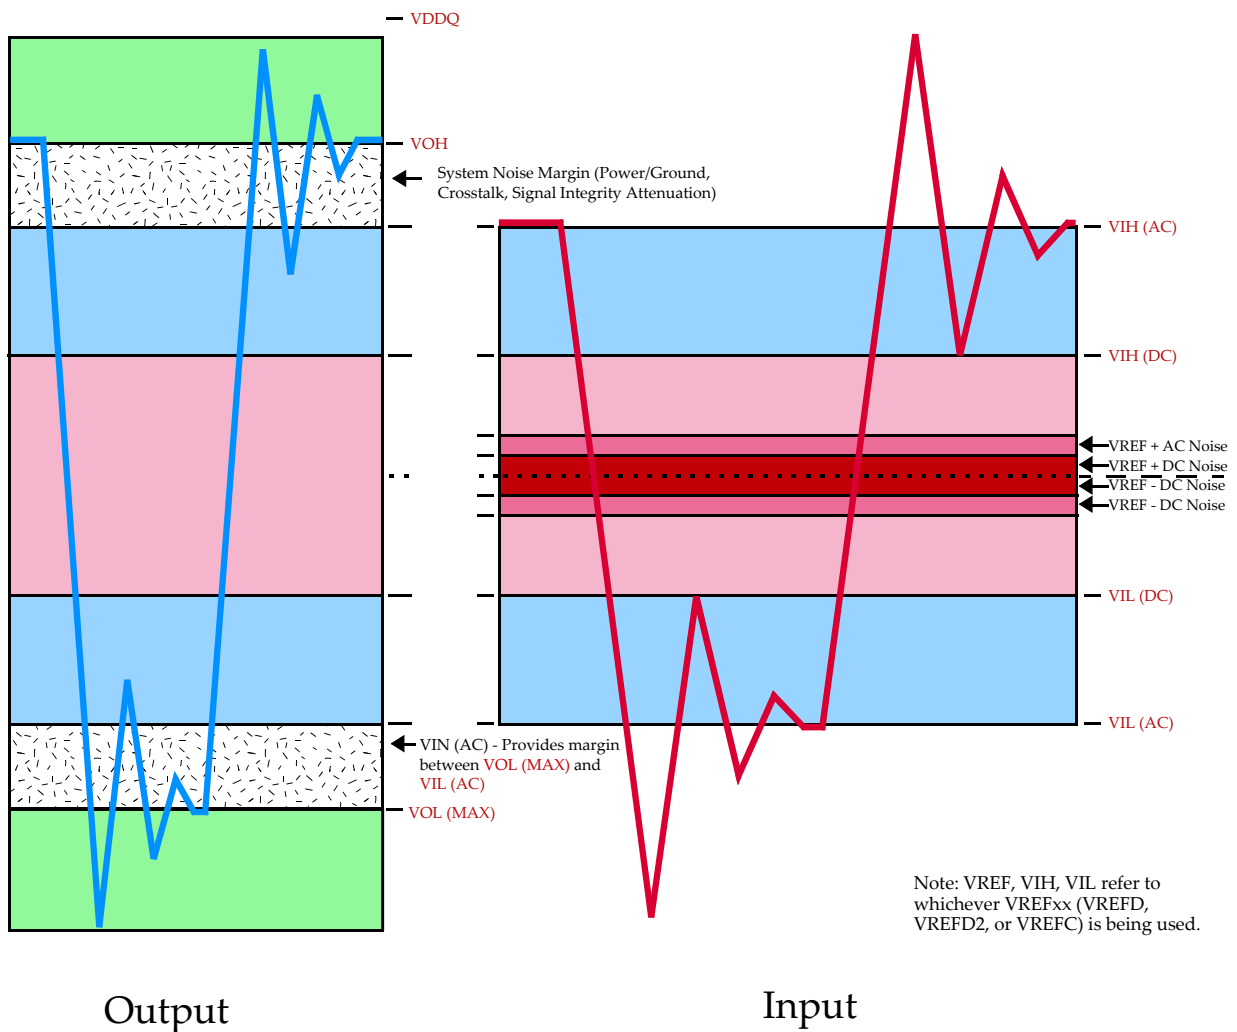 VDDQ
VOH
System Noise Margin (Power/Ground,
Crosstalk, Signal Integrity Attenuation)
VIH (AC)
VIH (DC)
VREF + AC Noise
VREF + DC Noise
VREF - DC Noise
VREF - DC Noise
VIL (DC)
VIL (AC)
VIN (AC) - Provides margin
between VOL (MAX) and
VIL (AC)
VOL (MAX)
Note: VREF, VIH, VIL refer to
whichever VREFxx (VREFD,
VREFD2, or VREFC) is being used.
Output
Input